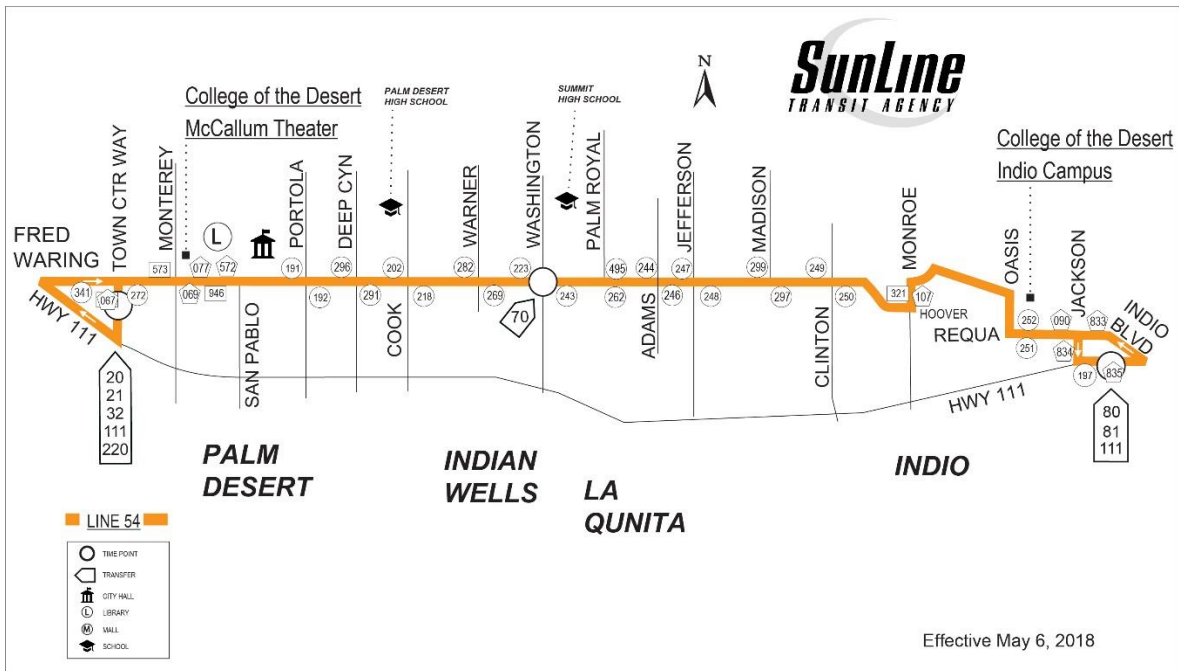 SunLine
TRANSIT AGENCY
N
College of the Desert
McCallum Theater
PALM DESERT
HIGH SCHOOL
SUMMIT
HIGH SCHOOL
College of the Desert
Indio Campus
FRED
WARING
TOWN CTR WAY
MONTEREY
L
PORTOLA
DEEP CYN
WARNER
WASHINGTON
PALM ROYAL
JEFFERSON
MADISON
MONROE
OASIS
JACKSON
INDIO
BLVD
573
077
572
191
296
202
282
223
495
244
247
299
249
321
107
252
090
833
341
067
272
069
946
192
291
218
269
243
262
246
248
297
250
HOOVER
REQUA
251
834
197
835
HWY 111
SAN PABLO
COOK
70
ADAMS
CLINTON
HWY 111
20
21
32
111
220
80
81
111
PALM
DESERT
INDIAN
WELLS
LA
QUNITA
INDIO
LINE 54
TIME POINT
TRANSFER
CITY HALL
L
LIBRARY
M
MALL
SCHOOL
Effective May 6, 2018